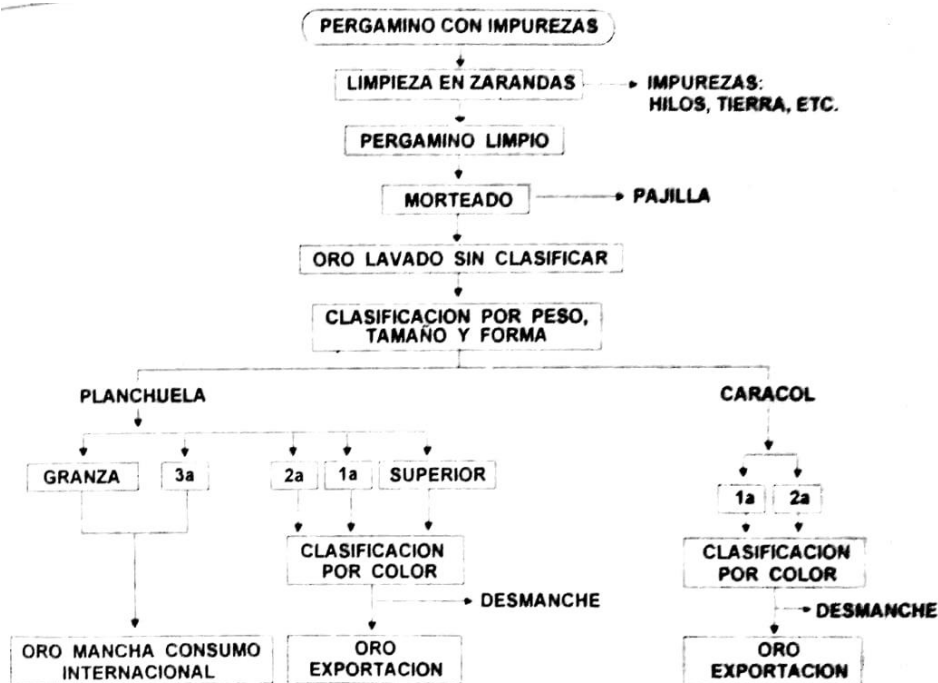 PERGAMINO CON IMPUREZAS
LIMPIEZA EN ZARANDAS
IMPUREZAS:
HILOS, TIERRA, ETC.
PERGAMINO LIMPIO
MORTEADO
PAJILLA
ORO LAVADO SIN CLASIFICAR
CLASIFICACION POR PESO,
TAMAÑO Y FORMA
PLANCHUELA
CARACOL
GRANZA
3a
2a
1a
SUPERIOR
1a
2a
CLASIFICACION
POR COLOR
CLASIFICACION
POR COLOR
DESMANCHE
DESMANCHE
ORO MANCHA CONSUMO
INTERNACIONAL
ORO
EXPORTACION
ORO
EXPORTACION